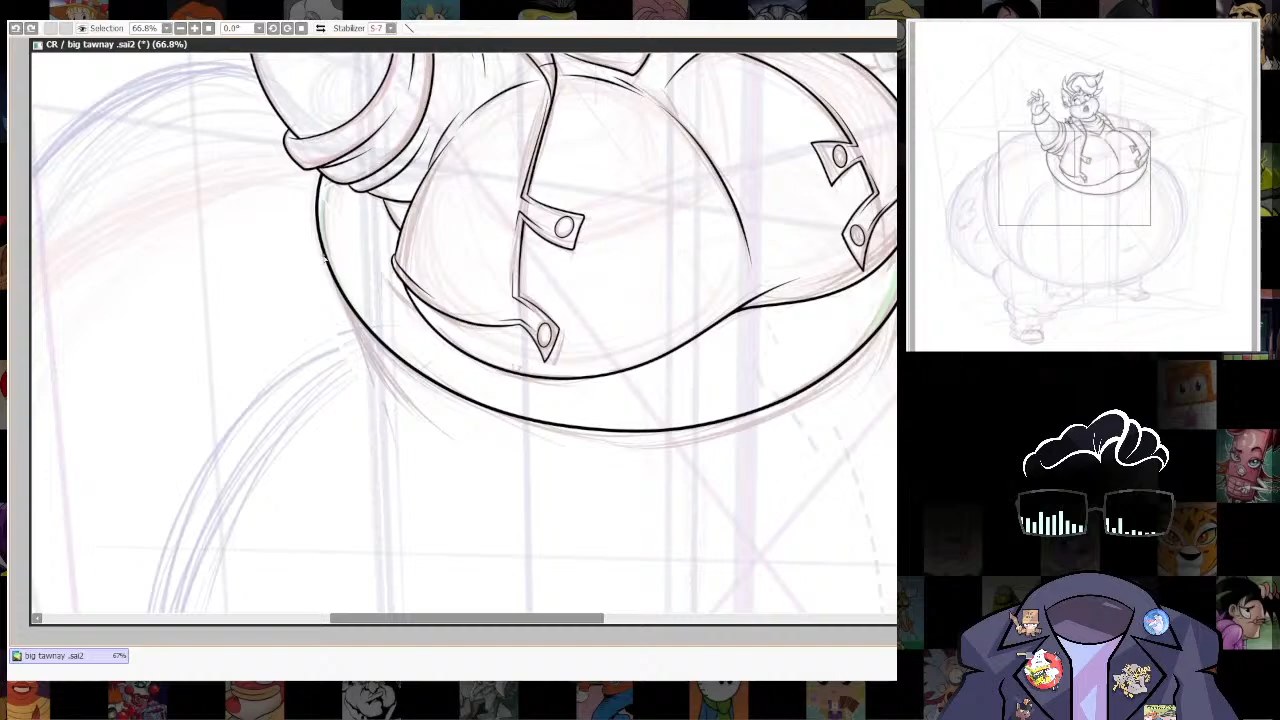 Selection 66.8% 0.0° Stabilizer S-7
CR / big tawnay .sai2 (*) (66.8%)
big tawnay .sai2 67%